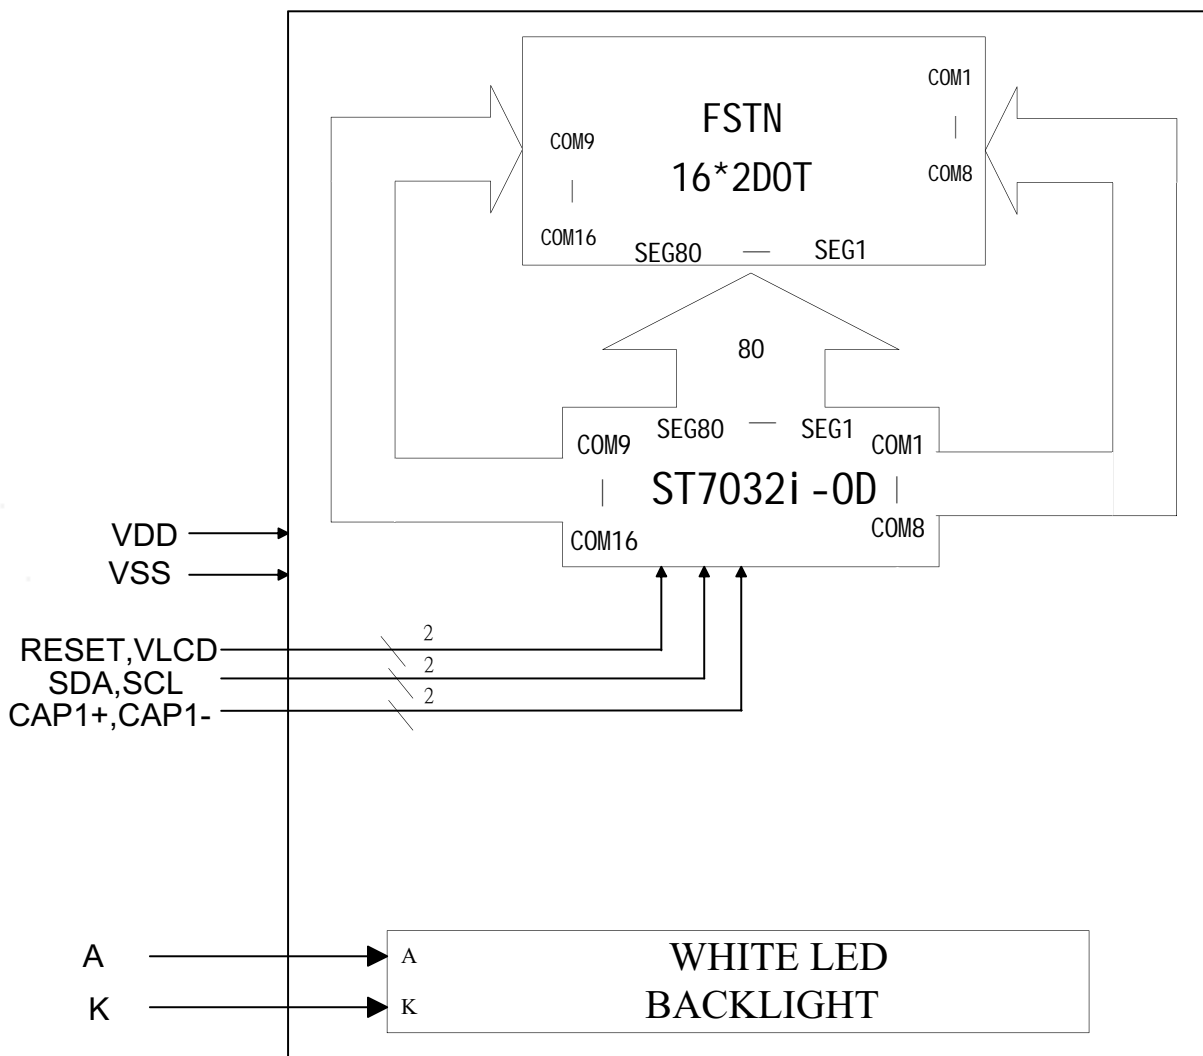 COM1
FSTN
|
COM9
16*2DOT
COM8
|
COM16
SEG80 — SEG1
80
SEG80 — SEG1
COM9
COM1
|
ST7032i-0D
|
COM16
COM8
VDD
VSS
RESET,VLCD
2
SDA,SCL
2
CAP1+,CAP1-
2
A
A
WHITE LED
K
K
BACKLIGHT